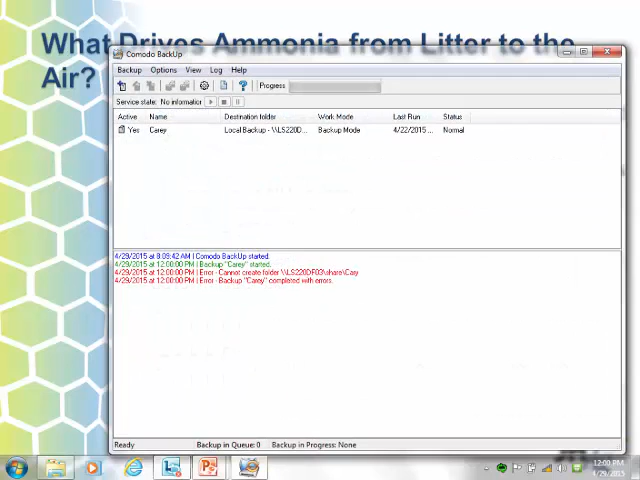 What Drives Ammonia from Litter to the
Air?
Comodo BackUp
Backup Options View Log Help
Progress
Service state: No information
Active Name Destination folder Work Mode Last Run Status
Yes Carey Local Backup - \\LS220D... Backup Mode 4/22/2015 ... Normal
4/29/2015 at 8:09:42 AM | Comodo BackUp started.
4/29/2015 at 12:00:00 PM | Backup "Carey" started.
4/29/2015 at 12:00:00 PM | Error - Cannot create folder \\LS220DF03\share\Cary
4/29/2015 at 12:00:00 PM | Error - Backup "Carey" completed with errors.
Ready Backup in Queue: 0 Backup in Progress: None
12:00 PM
4/29/2015